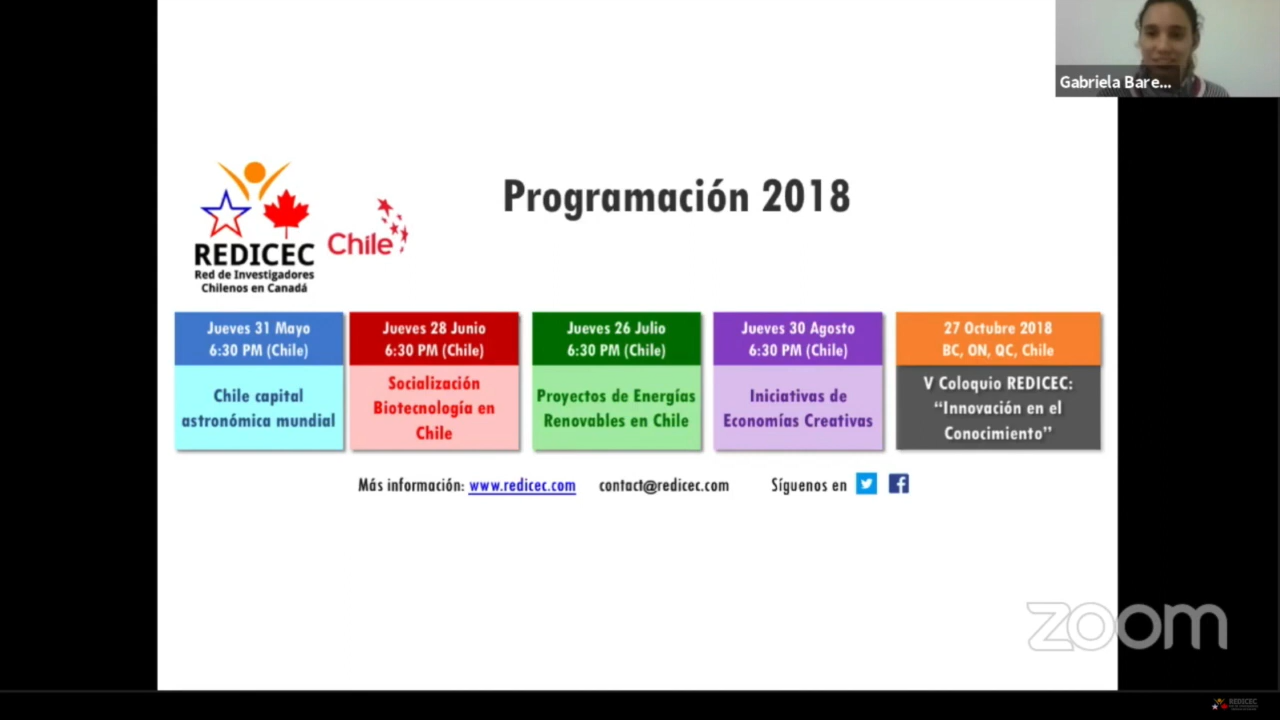 Gabriela Bare...
Programación 2018
REDICEC
Red de Investigadores
Chilenos en Canadá
Chile
Jueves 31 Mayo
6:30 PM (Chile)
Chile capital
astronómica mundial
Jueves 28 Junio
6:30 PM (Chile)
Socialización
Biotecnología en
Chile
Jueves 26 Julio
6:30 PM (Chile)
Proyectos de Energías
Renovables en Chile
Jueves 30 Agosto
6:30 PM (Chile)
Iniciativas de
Economías Creativas
27 Octubre 2018
BC, ON, QC, Chile
V Coloquio REDICEC:
“Innovación en el
Conocimiento”
Más información: www.redicec.com contact@redicec.com Síguenos en
zoom
REDICEC